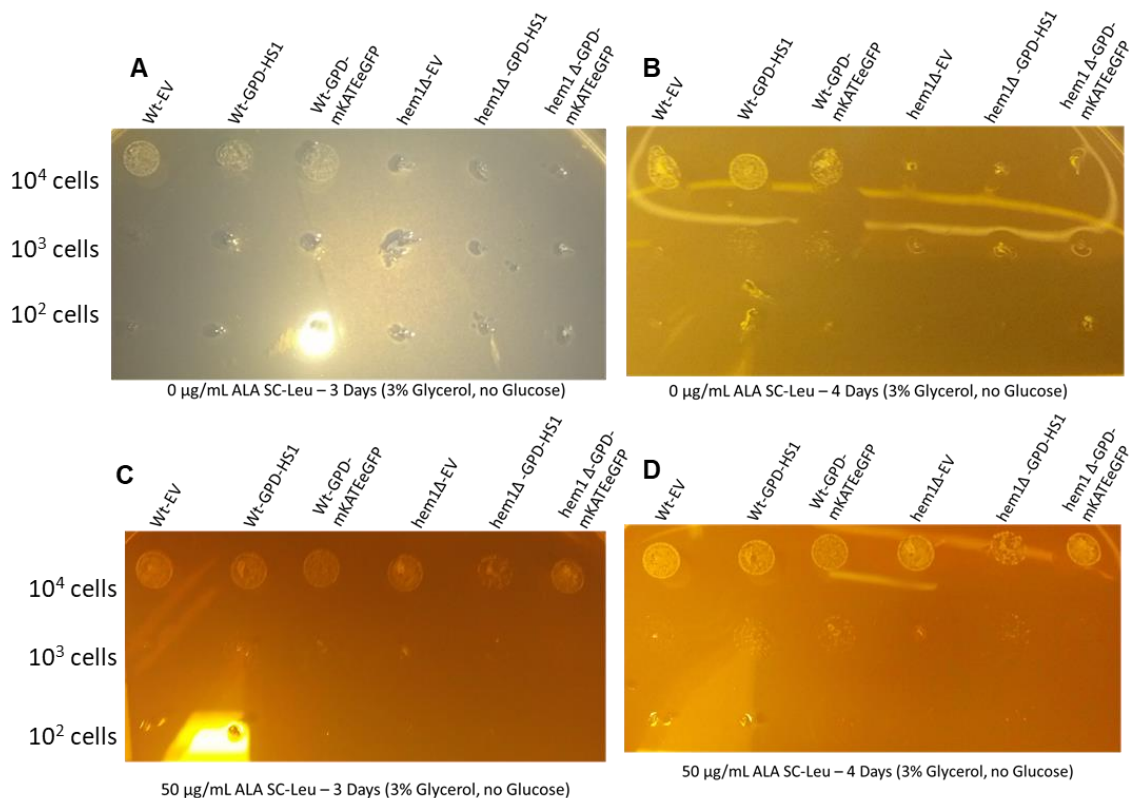 A
Wt-EV
Wt-GPD-HS1
Wt-GPD-
mKATEeGFP
hem1Δ-EV
hem1Δ -GPD-HS1
hem1 Δ-GPD-
mKATEeGFP
B
Wt-EV
Wt-GPD-HS1
Wt-GPD-
mKATEeGFP
hem1Δ-EV
hem1Δ -GPD-HS1
hem1 Δ-GPD-
mKATEeGFP
10⁴ cells
10³ cells
10² cells
0 µg/mL ALA SC-Leu – 3 Days (3% Glycerol, no Glucose)
0 µg/mL ALA SC-Leu – 4 Days (3% Glycerol, no Glucose)
C
Wt-EV
Wt-GPD-HS1
Wt-GPD-
mKATEeGFP
hem1Δ-EV
hem1Δ -GPD-HS1
hem1 Δ-GPD-
mKATEeGFP
D
Wt-EV
Wt-GPD-HS1
Wt-GPD-
mKATEeGFP
hem1Δ-EV
hem1Δ -GPD-HS1
hem1 Δ-GPD-
mKATEeGFP
10⁴ cells
10³ cells
10² cells
50 µg/mL ALA SC-Leu – 3 Days (3% Glycerol, no Glucose)
50 µg/mL ALA SC-Leu – 4 Days (3% Glycerol, no Glucose)